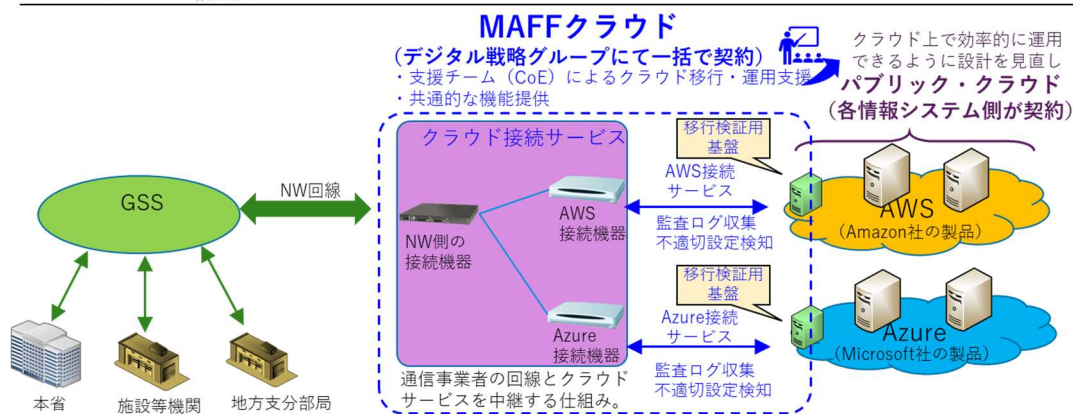 MAFFクラウド
(デジタル戦略グループにて一括で契約)
・支援チーム（CoE）によるクラウド移行・運用支援
・共通的な機能提供
クラウド上で効率的に運用
できるように設計を見直し
パブリック・クラウド
(各情報システム側が契約)
クラウド接続サービス
移行検証用
基盤
AWS接続
サービス
NW回線
GSS
NW側の
接続機器
AWS
接続機器
監査ログ収集
不適切設定検知
AWS
（Amazon社の製品）
移行検証用
基盤
Azure接続
サービス
Azure
接続機器
監査ログ収集
不適切設定検知
Azure
（Microsoft社の製品）
通信事業者の回線とクラウド
サービスを中継する仕組み。
本省
施設等機関
地方支分部局